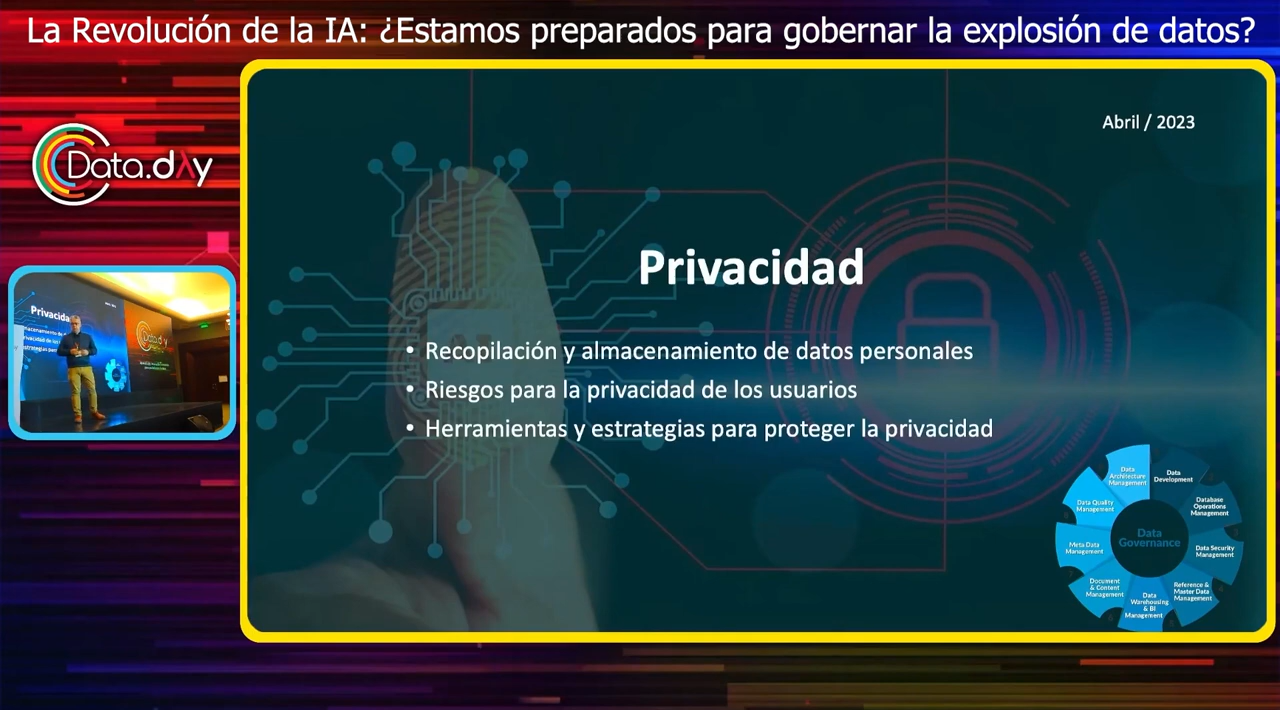 La Revolución de la IA: ¿Estamos preparados para gobernar la explosión de datos?
Data.dAy
Abril / 2023
Privacidad
• Recopilación y almacenamiento de datos personales
• Riesgos para la privacidad de los usuarios
• Herramientas y estrategias para proteger la privacidad
Data
Architecture
Management
Data
Development
Database
Operations
Management
Data Security
Management
Reference &
Master Data
Management
Data
Warehousing
& BI
Management
Document
& Content
Management
Meta Data
Management
Data Quality
Management
Data
Governance
Privacida